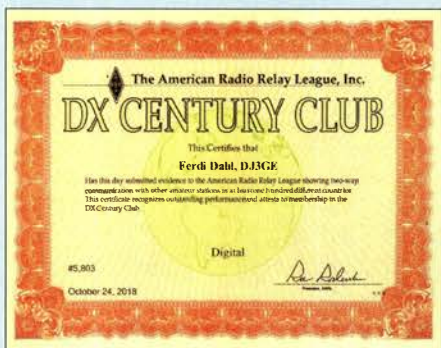 The American Radio Relay League, Inc.
DX CENTURY CLUB
This Certifies that
Ferdi Dahl, DJ3GE
Has this day submitted evidence to the American Radio Relay League showing two-way
communication with other amateur stations in at least one hundred different countries
This certificate recognizes outstanding performance and attests to membership in the
DX Century Club
Digital
#5,803
October 24, 2018